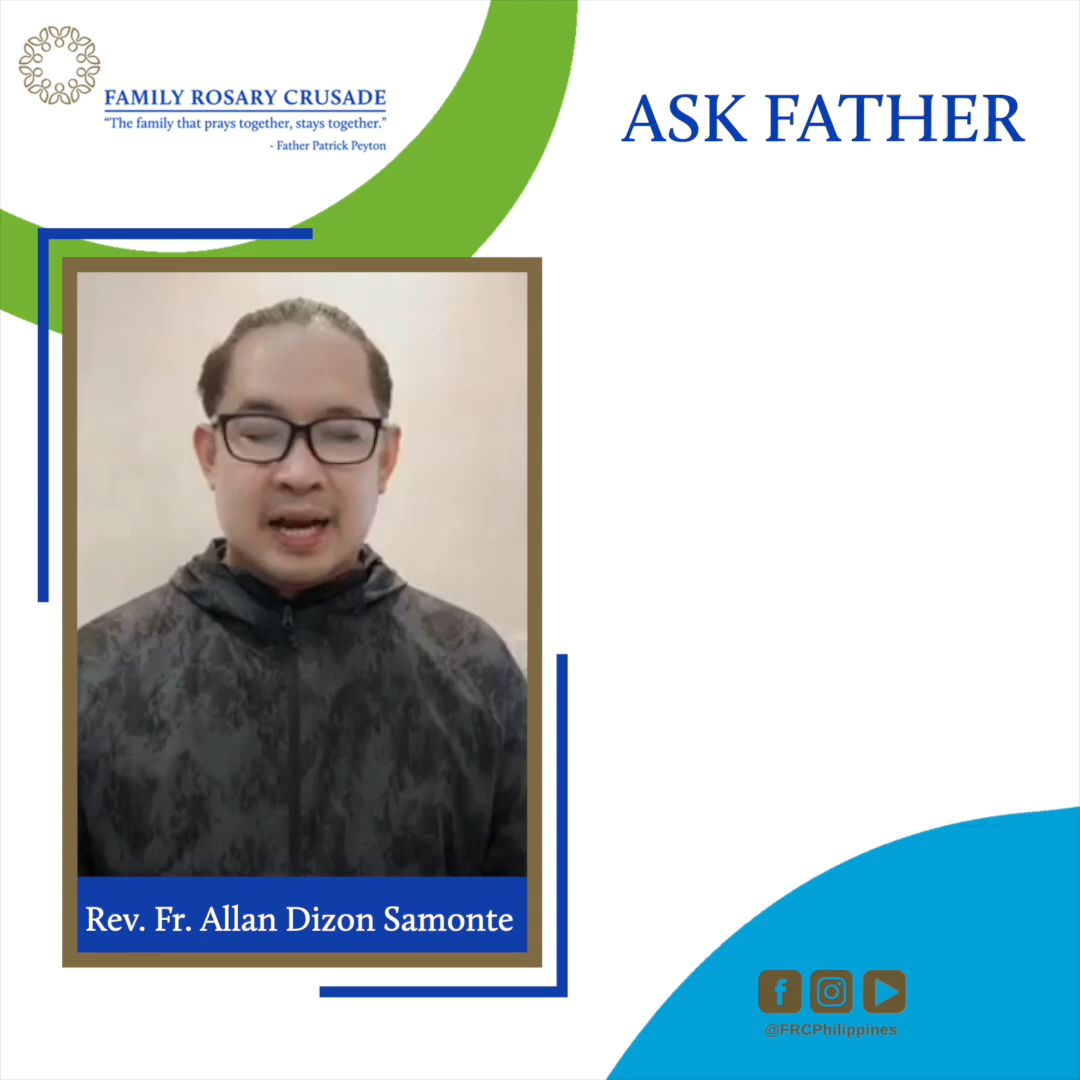 FAMILY ROSARY CRUSADE
“The family that prays together, stays together.”
- Father Patrick Peyton
ASK FATHER
Rev. Fr. Allan Dizon Samonte
@FRCPhilippines